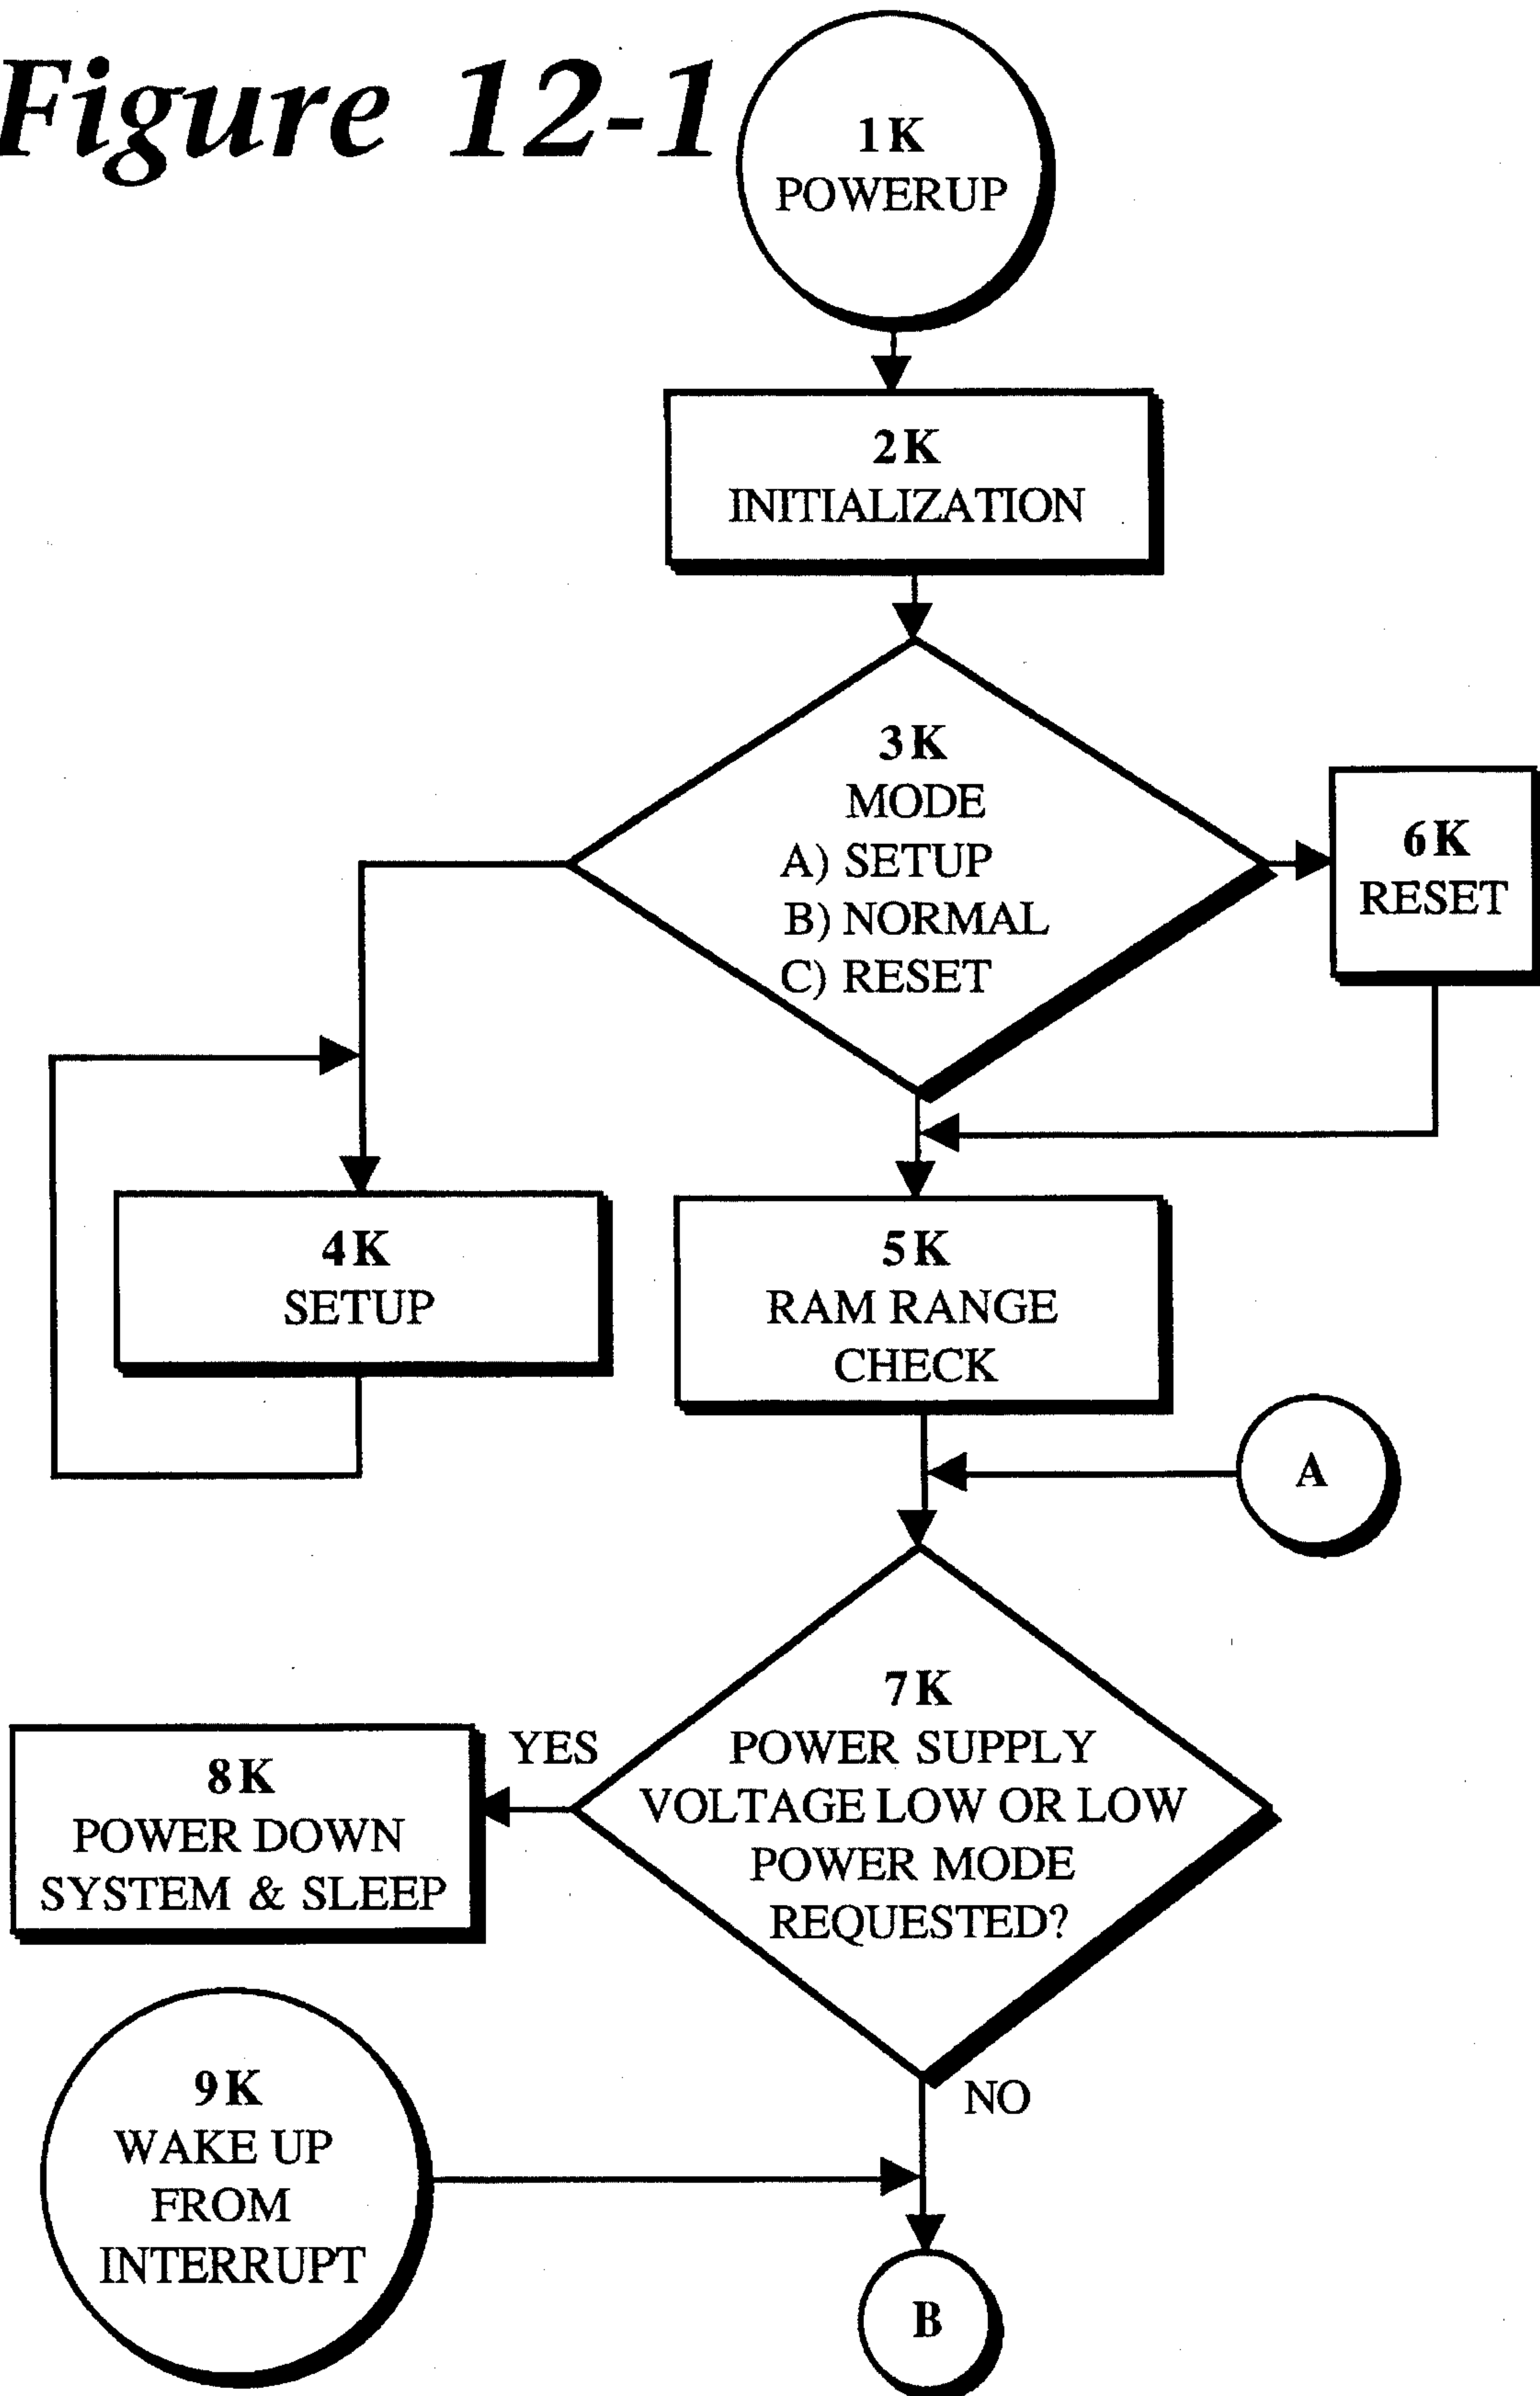 Figure 12-1
1K
POWERUP
2K
INITIALIZATION
3K
MODE
A) SETUP
B) NORMAL
C) RESET
6K
RESET
4K
SETUP
5K
RAM RANGE
CHECK
A
7K
POWER SUPPLY
VOLTAGE LOW OR LOW
POWER MODE
REQUESTED?
YES
8K
POWER DOWN
SYSTEM & SLEEP
NO
9K
WAKE UP
FROM
INTERRUPT
B